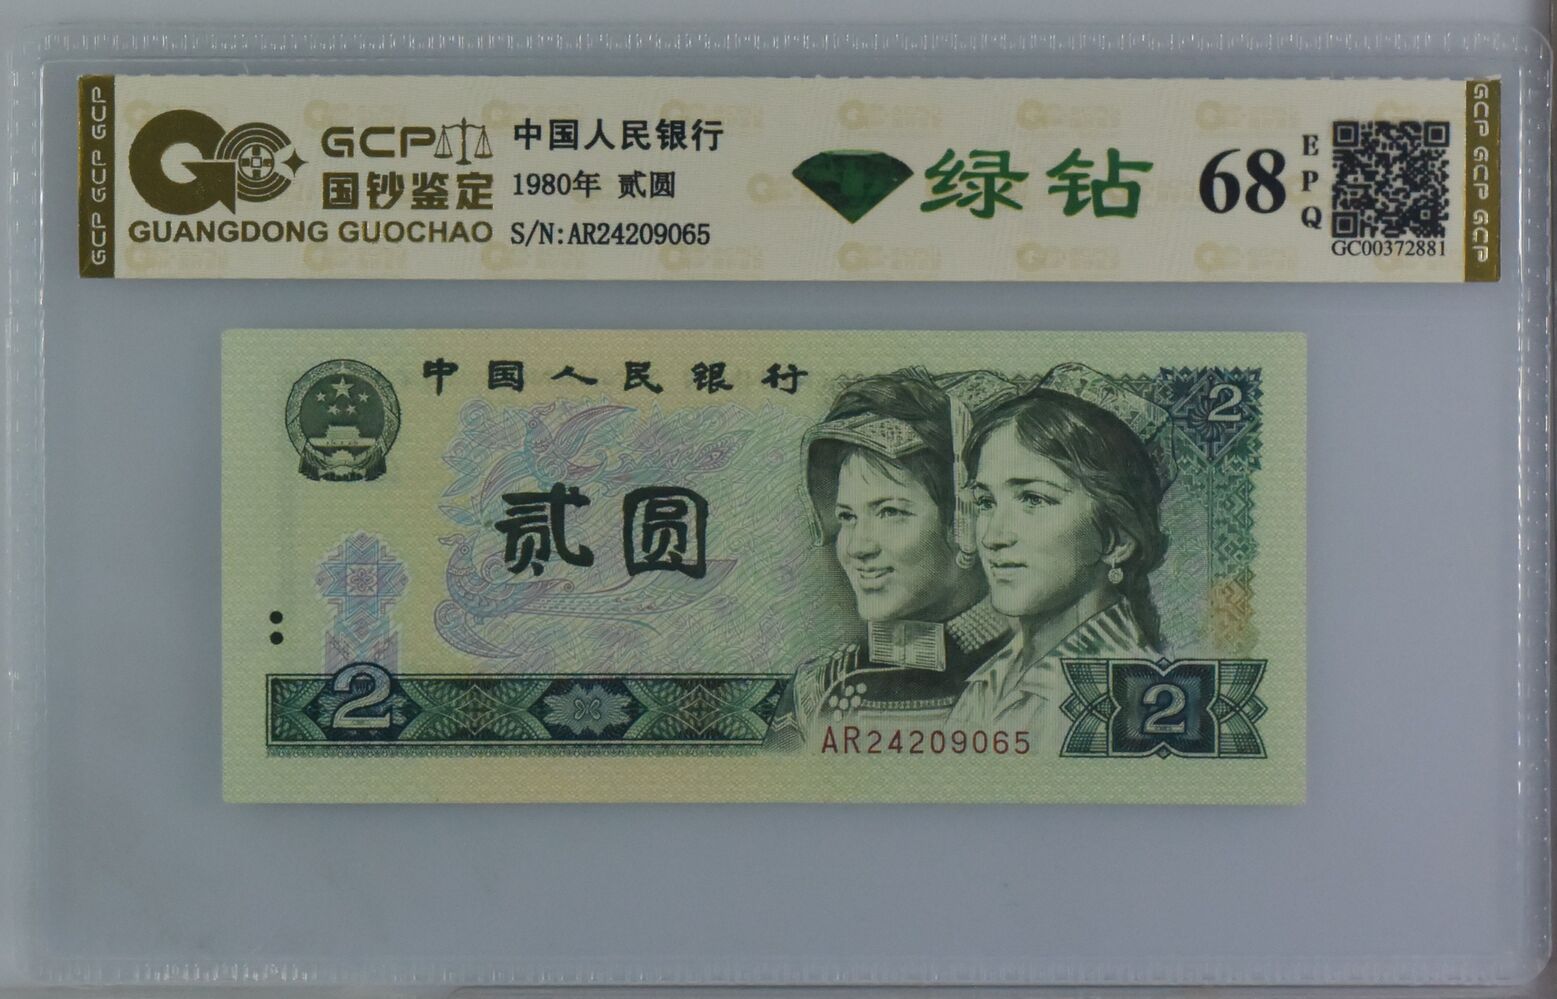 GCP GCP GCP
GCP
国钞鉴定
GUANGDONG GUOCHAO
中国人民银行
1980年 贰圆
S/N:AR24209065
绿钻
68
EPQ
GC00372881
GCP GCP GCP
中国人民银行
2
贰圆
2
2
AR24209065